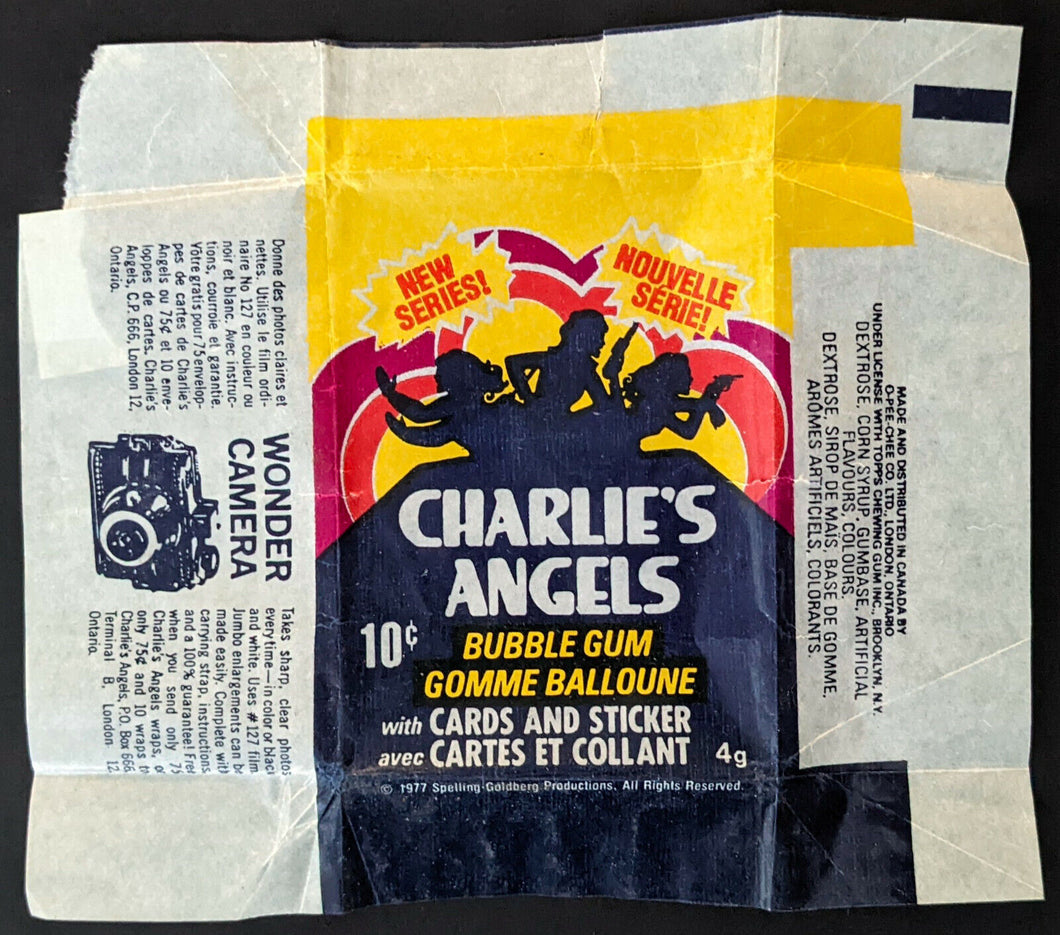 Donne des photos claires et
nettes. Utilise le film ordi-
naire No 127 en couleur ou
noir et blanc. Avec instruc-
tions, courroie et garantie.
Vôtre gratis pour 75 envelop-
pes de cartes de Charlie's
Angels ou 75¢ et 10 enve-
loppes de cartes. Charlie's
Angels, C.P. 666, London 12,
Ontario.
WONDER
CAMERA
Takes sharp, clear photos
everytime—in color or black
and white. Uses #127 film
Jumbo enlargements can be
made easily. Complete with
carrying strap, instructions
and a 100% guarantee! Free
when you send only 75
Charlie's Angels wraps, o
only 75¢ and 10 wraps t
Charlie's Angels, P.O. Box 666
Terminal B, London 12
Ontario.
NEW
SERIES!
NOUVELLE
SÉRIE!
CHARLIE'S
ANGELS
10¢
BUBBLE GUM
GOMME BALLOUNE
with CARDS AND STICKER
avec CARTES ET COLLANT
4g
© 1977 Spelling-Goldberg Productions. All Rights Reserved.
MADE AND DISTRIBUTED IN CANADA BY
O-PEE-CHEE CO. LTD., LONDON, ONTARIO
UNDER LICENSE WITH TOPPS CHEWING GUM INC., BROOKLYN, N.Y.
DEXTROSE, CORN SYRUP, GUMBASE, ARTIFICIAL
FLAVOURS, COLOURS.
DEXTROSE, SIROP DE MAÏS, BASE DE GOMME,
ARÔMES ARTIFICIELS, COLORANTS.